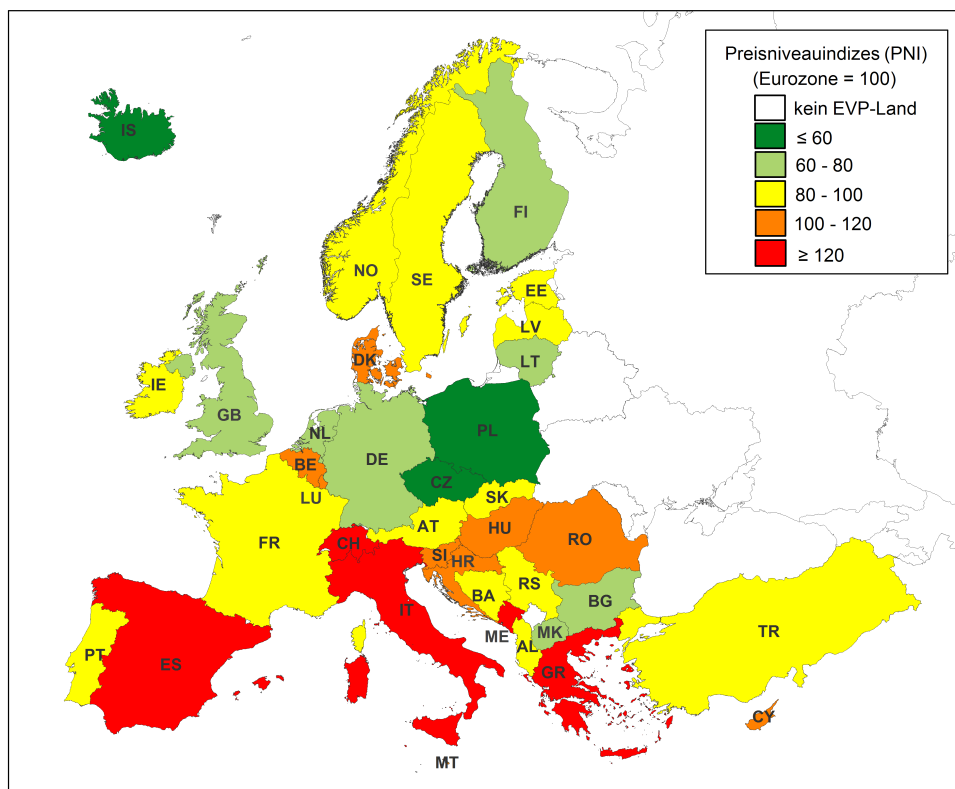 Preisniveauindizes (PNI)
(Eurozone = 100)
kein EVP-Land
≤ 60
60 - 80
80 - 100
100 - 120
≥ 120
IS
FI
NO
SE
EE
LV
DK
LT
IE
GB
NL
PL
BE
DE
CZ
LU
SK
AT
HU
FR
CH
RO
SI
HR
BA
RS
BG
IT
ME
MK
TR
PT
AL
ES
GR
CY
MT